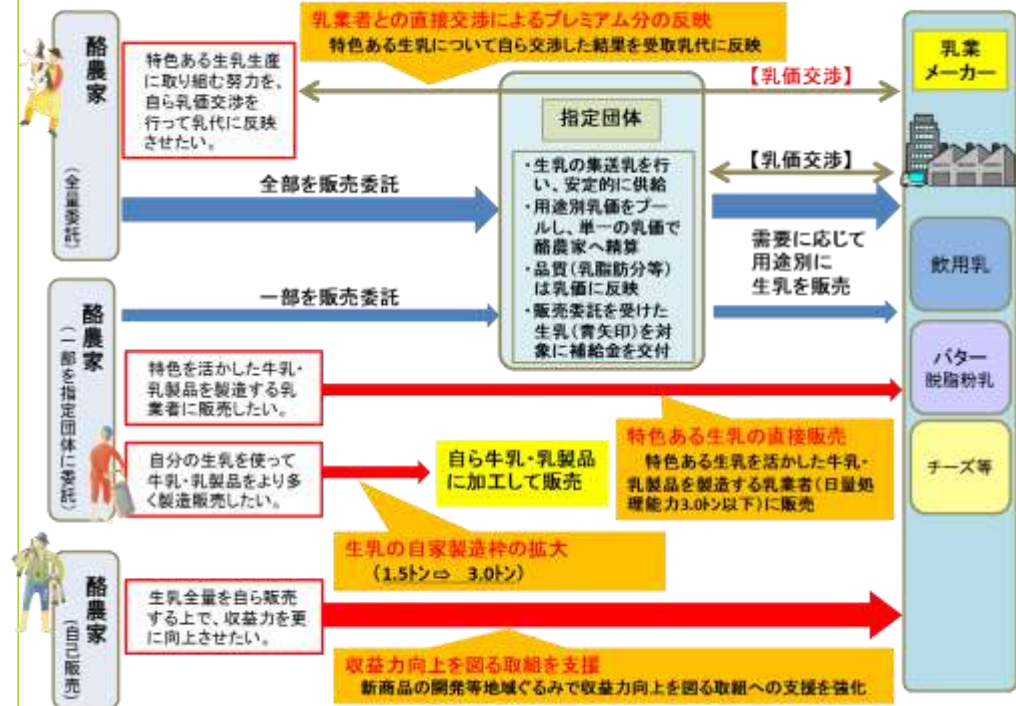 乳業者との直接交渉によるプレミアム分の反映
特色ある生乳について自ら交渉した結果を受取乳代に反映
酪農家
(全量委託)
特色ある生乳生産
に取り組む努力を、
自ら乳価交渉を
行って乳代に反映
させたい。
【乳価交渉】
乳業
メーカー
指定団体
・生乳の集送乳を行
い、安定的に供給
・用途別乳価をプー
ルし、単一の乳価で
酪農家へ精算
・品質(乳脂肪分等)
は乳価に反映
・販売委託を受けた
生乳(青矢印)を対
象に補給金を交付
【乳価交渉】
全部を販売委託
需要に応じて
用途別に
生乳を販売
飲用乳
一部を販売委託
酪農家
(一部を指定団体に委託)
特色を活かした牛乳・
乳製品を製造する乳
業者に販売したい。
バター
脱脂粉乳
特色ある生乳の直接販売
特色ある生乳を活かした牛乳・
乳製品を製造する乳業者(日量処
理能力3.0トン以下)に販売
自分の生乳を使って
牛乳・乳製品をより多
く製造販売したい。
自ら牛乳・乳製品
に加工して販売
チーズ等
生乳の自家製造枠の拡大
(1.5トン⇨ 3.0トン)
酪農家
(自己販売)
生乳全量を自ら販売
する上で、収益力を更
に向上させたい。
収益力向上を図る取組を支援
新商品の開発等地域ぐるみで収益力向上を図る取組への支援を強化